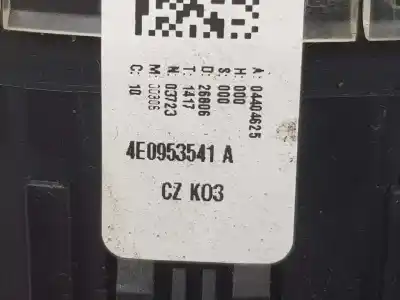 A: 04404625
H: 000
S: 000
D: 26806
T: 1417
N: 03723
M: 00306
C: 10
4E0953541 A
CZ K03